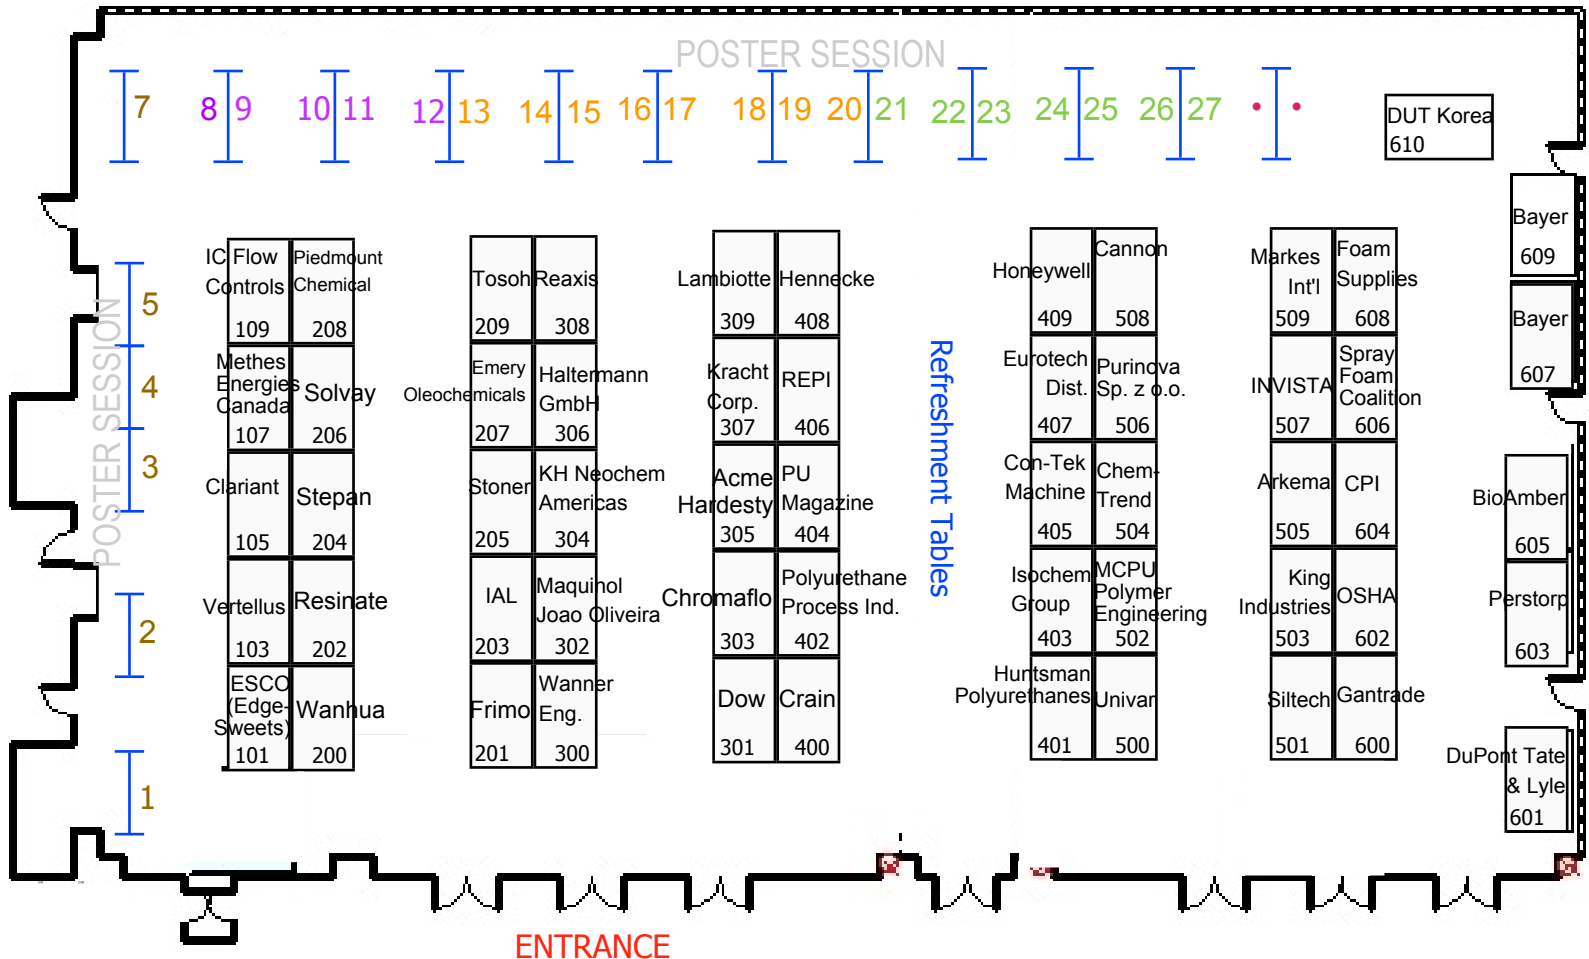 POSTER SESSION
7 8 9 10 11 12 13 14 15 16 17 18 19 20 21 22 23 24 25 26 27
DUT Korea
610
Bayer
609
Bayer
607
BioAmber
605
Perstorp
603
DuPont Tate
& Lyle
601
POSTER SESSION
5
4
3
2
1
IC Flow
Controls
109
Piedmount
Chemical
208
Methes
Energies
Canada
107
Solvay
206
Clariant
105
Stepan
204
Vertellus
103
Resinate
202
ESCO
(Edge-
Sweets)
101
Wanhua
200
Tosoh
209
Reaxis
308
Emery
Oleochemicals
207
Haltermann
GmbH
306
Stoner
205
KH Neochem
Americas
304
IAL
203
Maquinol
Joao Oliveira
302
Frimo
201
Wanner
Eng.
300
Lambiotte
309
Hennecke
408
Kracht
Corp.
307
REPI
406
Acme
Hardesty
305
PU
Magazine
404
Chromaflo
303
Polyurethane
Process Ind.
402
Dow
301
Crain
400
Refreshment Tables
Honeywell
409
Cannon
508
Eurotech
Dist.
407
Purinova
Sp. z o.o.
506
Con-Tek
Machine
405
Chem-
Trend
504
Isochem
Group
403
MCPU
Polymer
Engineering
502
Huntsman
Polyurethanes
401
Univar
500
Markes
Int'l
509
Foam
Supplies
608
INVISTA
507
Spray
Foam
Coalition
606
Arkema
505
CPI
604
King
Industries
503
OSHA
602
Siltech
501
Gantrade
600
ENTRANCE